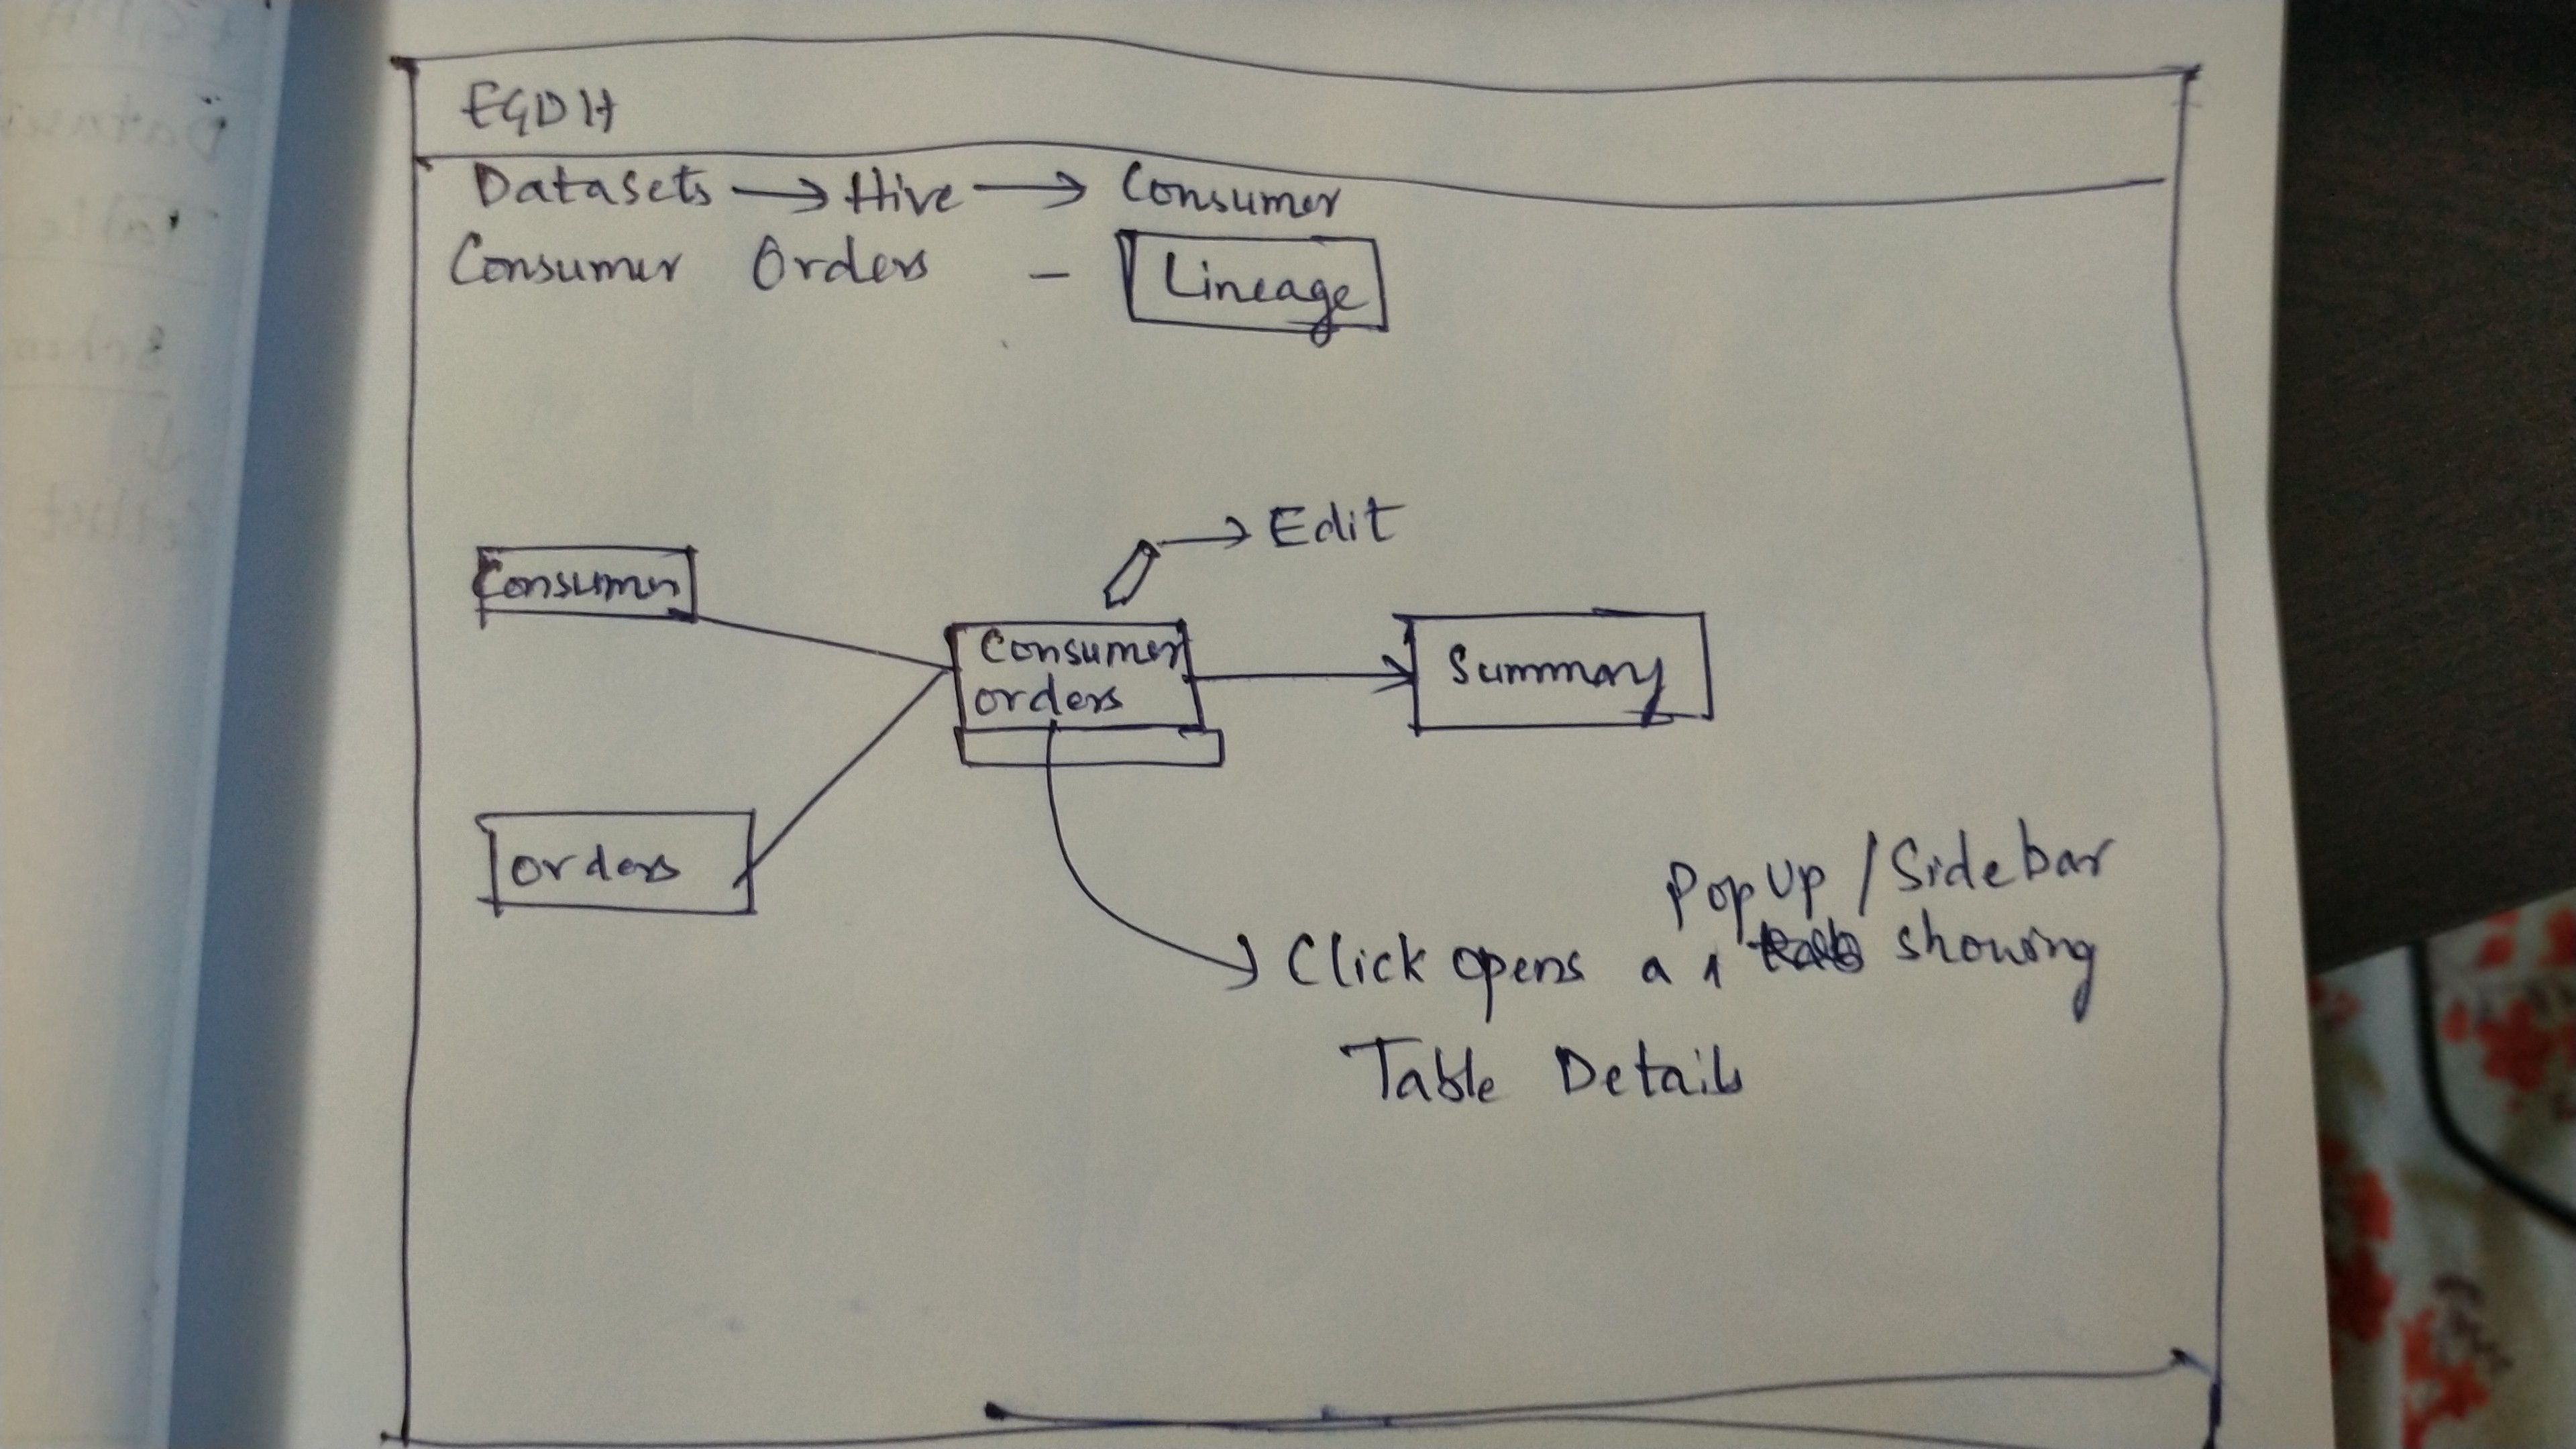 EGDH
Datasets → Hive → Consumer
Consumer Orders - Lineage
→ Edit
Consumer
Consumer
orders
Summary
orders
Pop up / Sidebar
Click opens a showing
Table Details